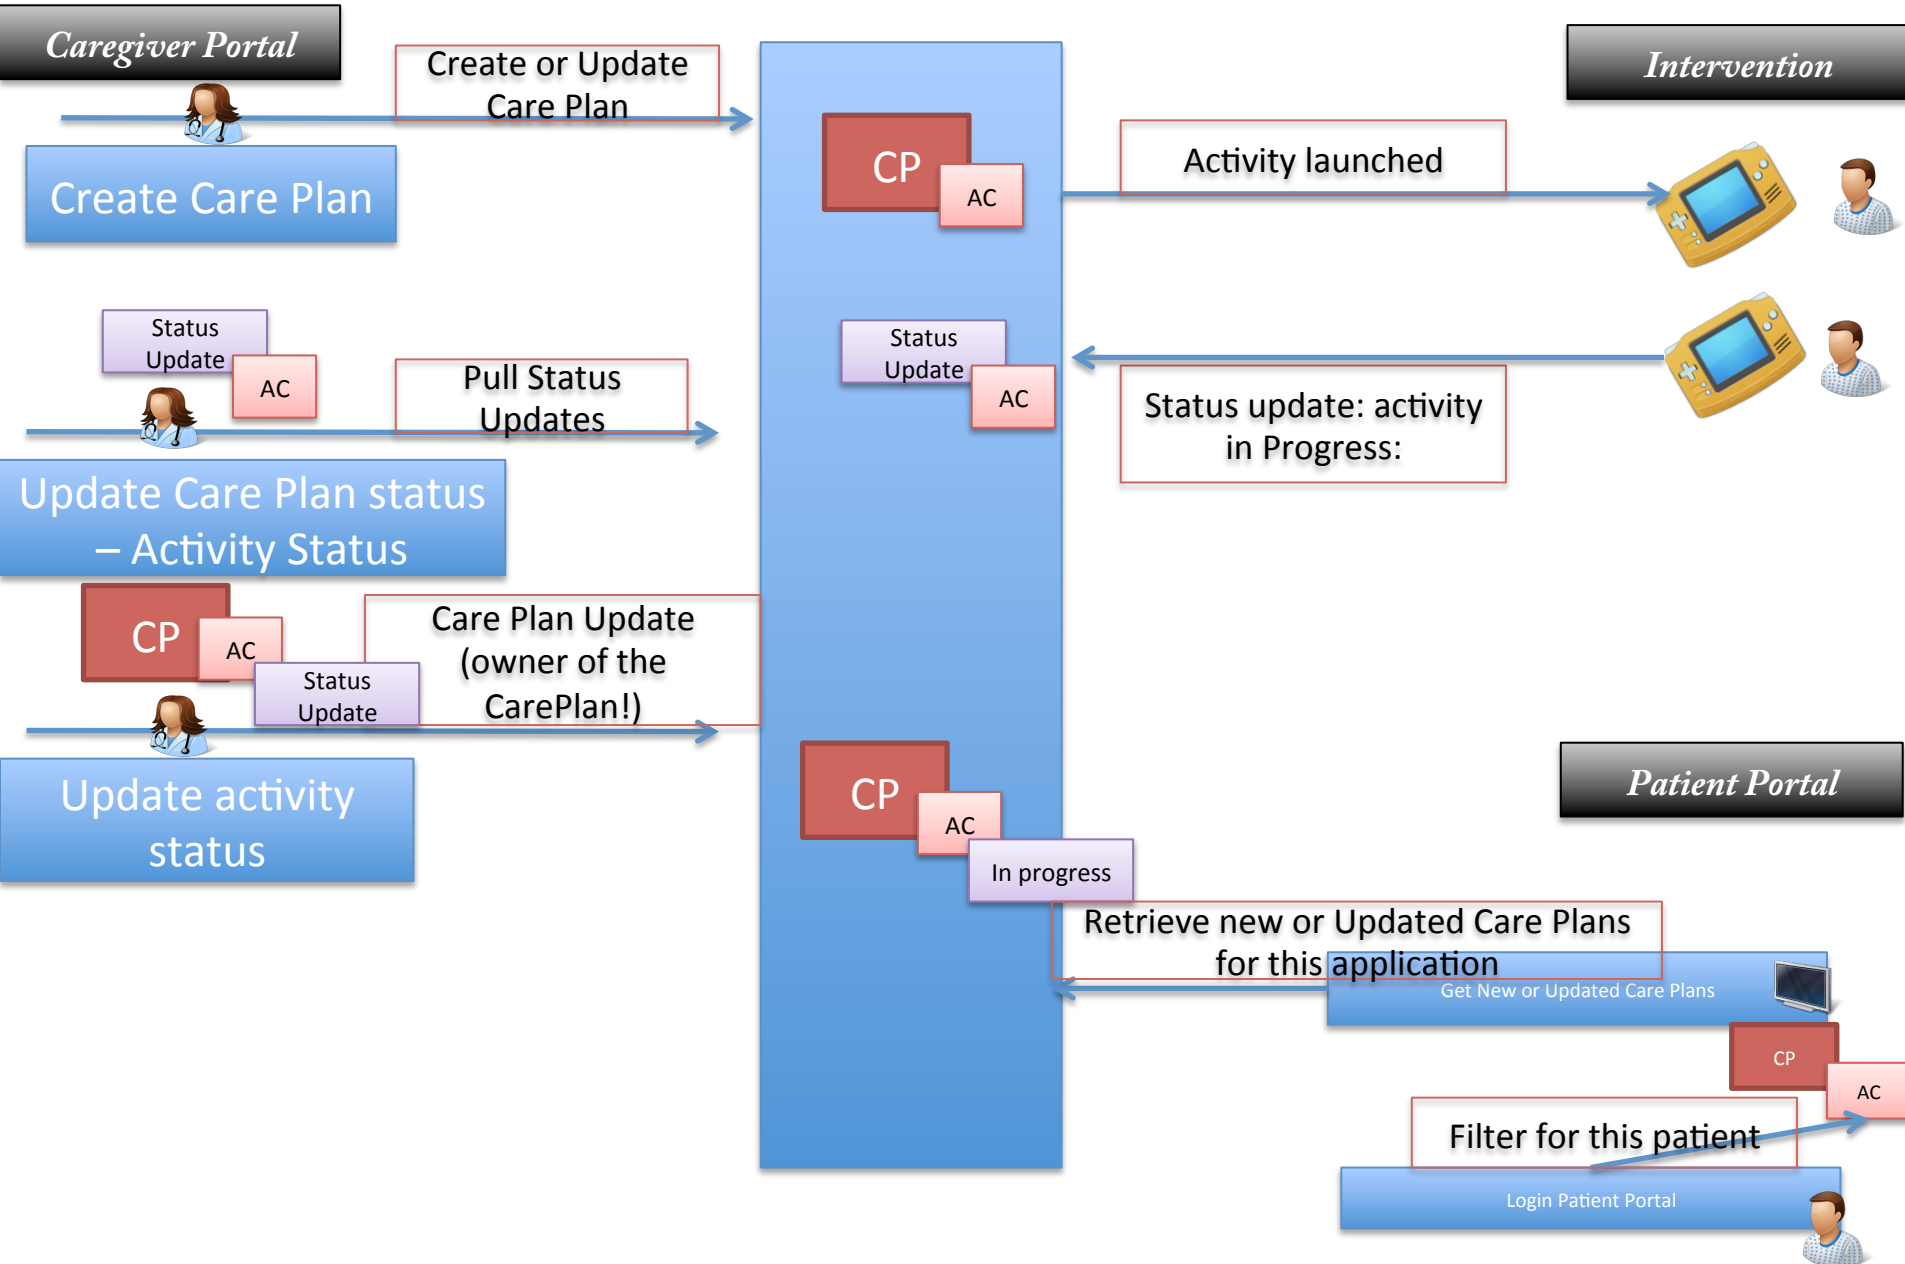 Caregiver Portal
Create or Update
Care Plan
Create Care Plan
CP
AC
Activity launched
Intervention
Status
Update
AC
Pull Status
Updates
Update Care Plan status
– Activity Status
Status
Update
AC
Status update: activity
in Progress:
CP
AC
Status
Update
Care Plan Update
(owner of the
CarePlan!)
Update activity
status
CP
AC
In progress
Patient Portal
Retrieve new or Updated Care Plans
for this application
Get New or Updated Care Plans
CP
AC
Filter for this patient
Login Patient Portal